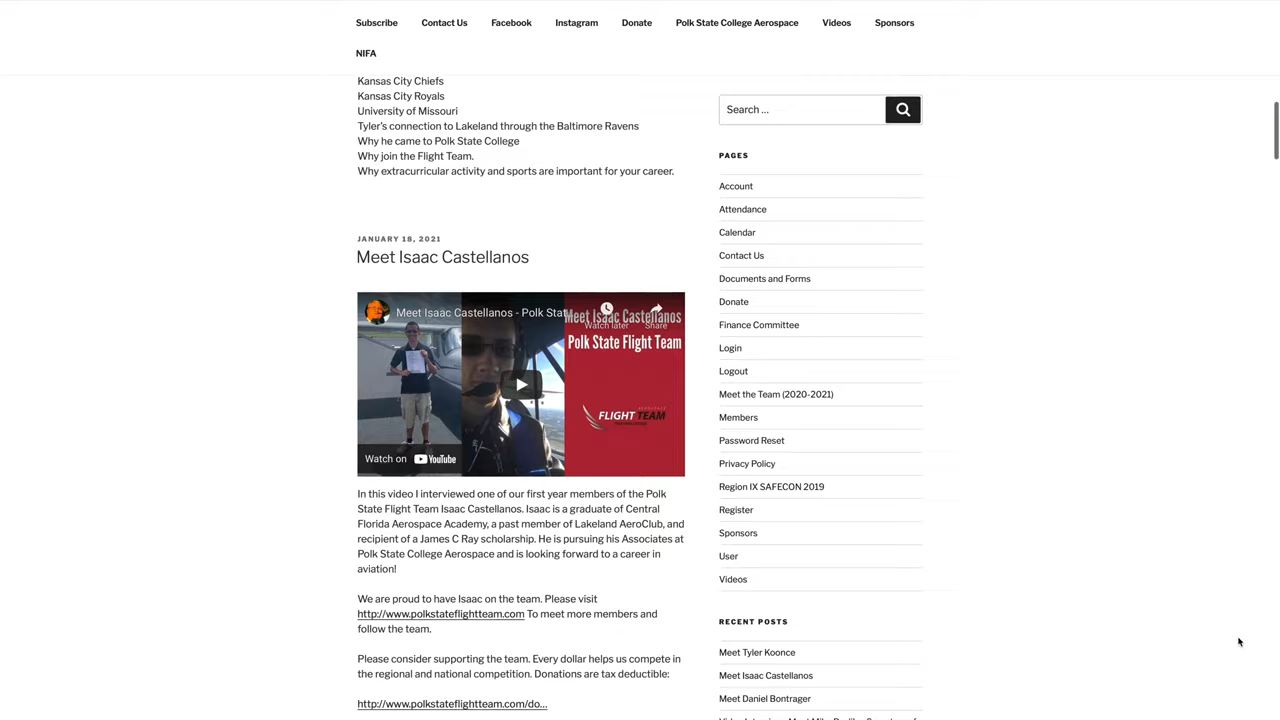 Subscribe
Contact Us
Facebook
Instagram
Donate
Polk State College Aerospace
Videos
Sponsors
NIFA
Kansas City Chiefs
Kansas City Royals
University of Missouri
Tyler's connection to Lakeland through the Baltimore Ravens
Why he came to Polk State College
Why join the Flight Team.
Why extracurricular activity and sports are important for your career.
JANUARY 18, 2021
Meet Isaac Castellanos
Meet Isaac Castellanos - Polk Stat
Watch later
Share
Meet Isaac Castellanos
Polk State Flight Team
FLIGHT TEAM
Watch on YouTube
In this video I interviewed one of our first year members of the Polk
State Flight Team Isaac Castellanos. Isaac is a graduate of Central
Florida Aerospace Academy, a past member of Lakeland AeroClub, and
recipient of a James C Ray scholarship. He is pursuing his Associates at
Polk State College Aerospace and is looking forward to a career in
aviation!
We are proud to have Isaac on the team. Please visit
http://www.polkstateflightteam.com To meet more members and
follow the team.
Please consider supporting the team. Every dollar helps us compete in
the regional and national competition. Donations are tax deductible:
http://www.polkstateflightteam.com/do...
Search ...
PAGES
Account
Attendance
Calendar
Contact Us
Documents and Forms
Donate
Finance Committee
Login
Logout
Meet the Team (2020-2021)
Members
Password Reset
Privacy Policy
Region IX SAFECON 2019
Register
Sponsors
User
Videos
RECENT POSTS
Meet Tyler Koonce
Meet Isaac Castellanos
Meet Daniel Bontrager